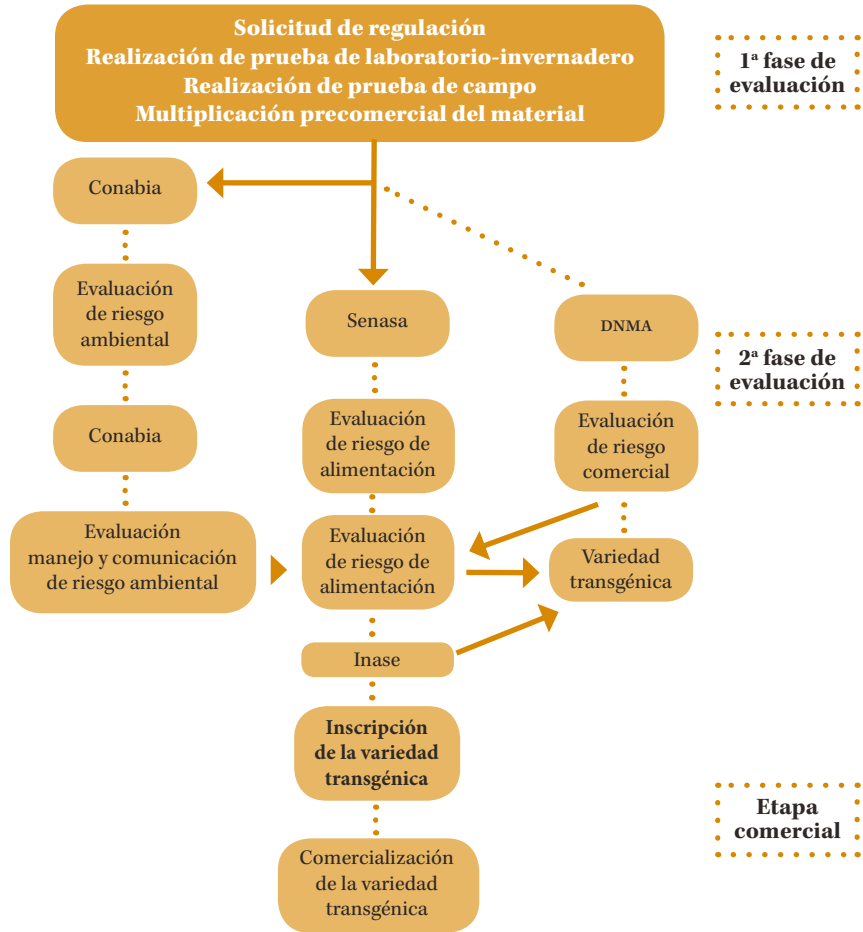 Solicitud de regulación
Realización de prueba de laboratorio-invernadero
Realización de prueba de campo
Multiplicación precomercial del material
1ª fase de
evaluación
Conabia
Evaluación
de riesgo
ambiental
Conabia
Evaluación
manejo y comunicación
de riesgo ambiental
Senasa
Evaluación
de riesgo de
alimentación
Evaluación
de riesgo de
alimentación
Inase
Inscripción
de la variedad
transgénica
Comercialización
de la variedad
transgénica
DNMA
Evaluación
de riesgo
comercial
Variedad
transgénica
2ª fase de
evaluación
Etapa
comercial